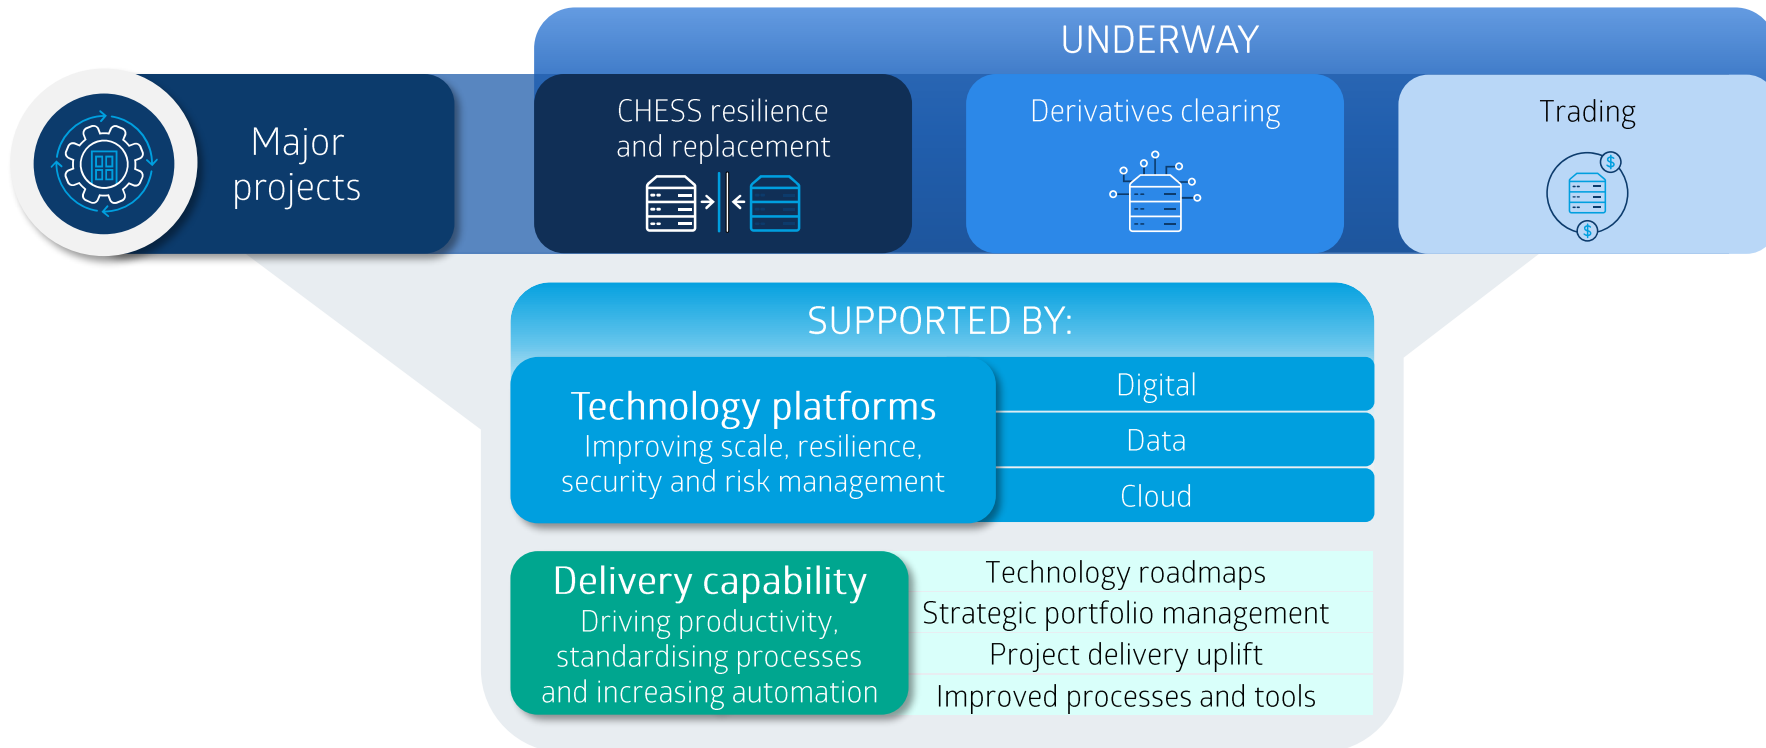 UNDERWAY
Major
projects
CHESS resilience
and replacement
Derivatives clearing
Trading
$
$
SUPPORTED BY:
Technology platforms
Improving scale, resilience,
security and risk management
Digital
Data
Cloud
Delivery capability
Driving productivity,
standardising processes
and increasing automation
Technology roadmaps
Strategic portfolio management
Project delivery uplift
Improved processes and tools